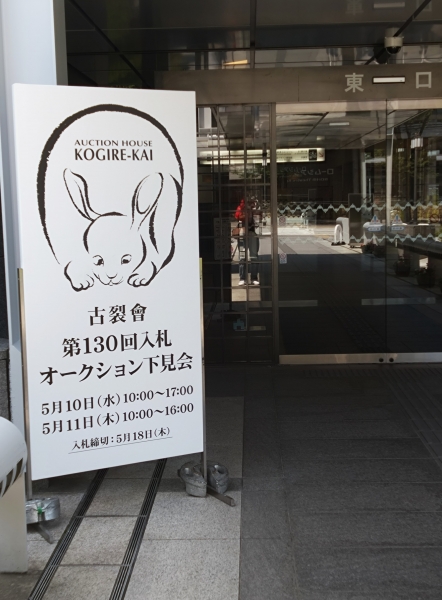 AUCTION HOUSE
KOGIRE-KAI
古裂會
第130回入札
オークション下見会
5月10日(水)10:00～17:00
5月11日(木)10:00～16:00
入札締切:5月18日(木)
東 口